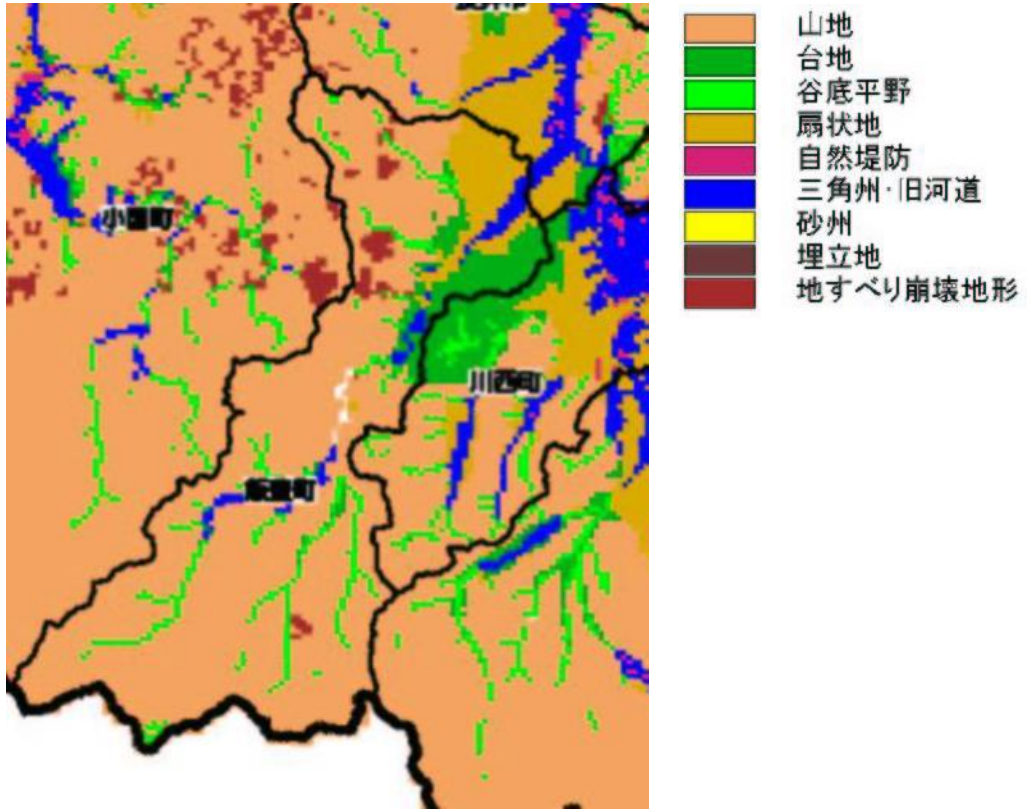 山地
台地
谷底平野
扇状地
自然堤防
三角州・旧河道
砂州
埋立地
地すべり崩壊地形
小国町
川西町
飯豊町